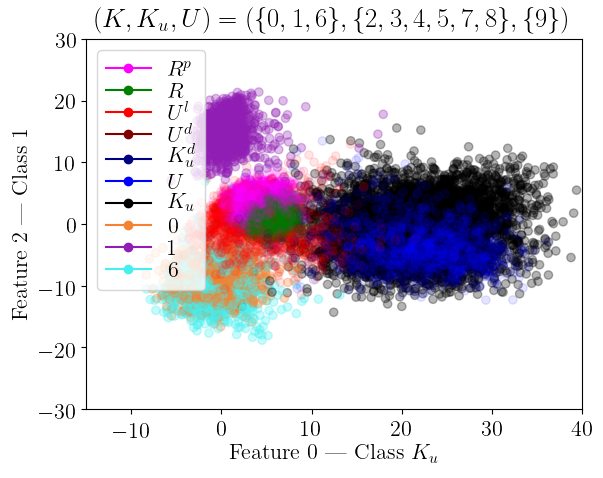 (K, K_u, U) = ({0, 1, 6}, {2, 3, 4, 5, 7, 8}, {9})
30
20
10
0
−10
−20
−30
Feature 2 — Class 1
R^p
R
U^l
U^d
K_u^d
U
K_u
0
1
6
−10
0
10
20
30
40
Feature 0 — Class K_u